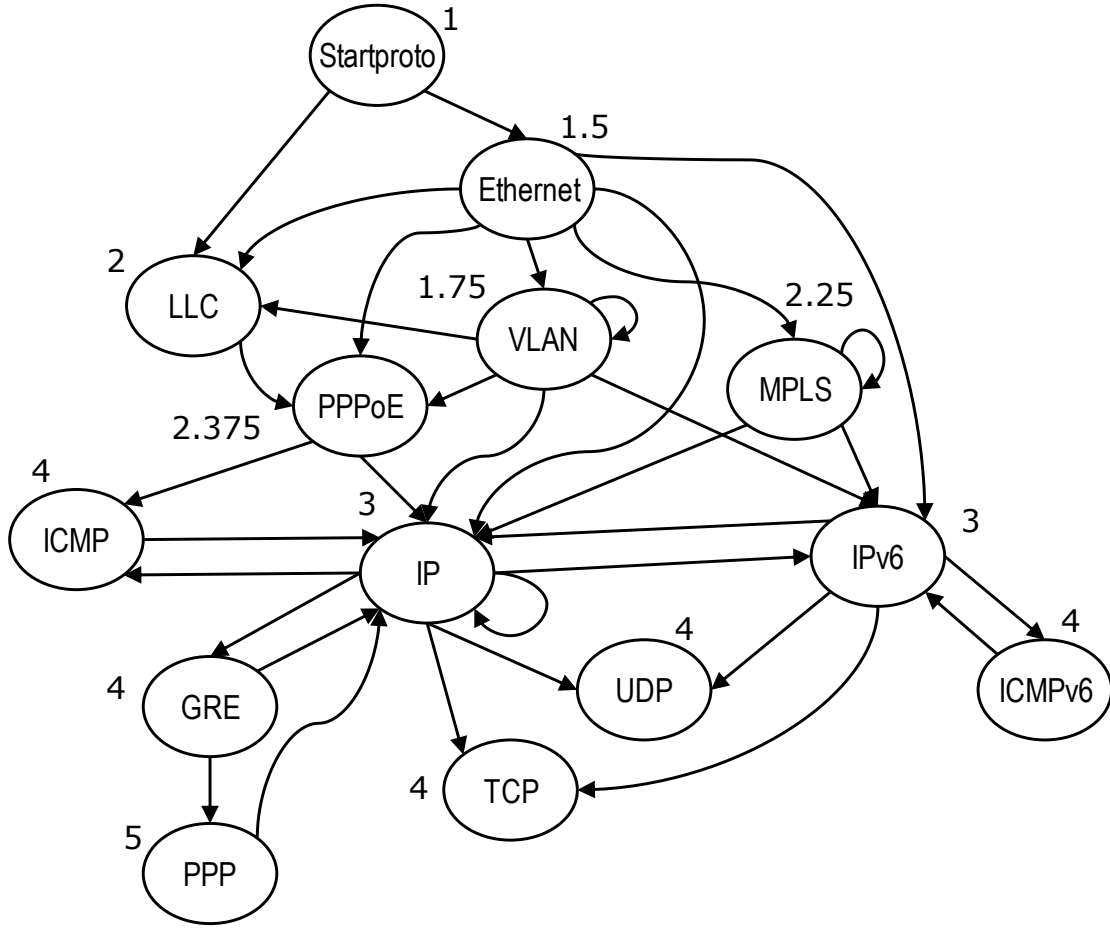 1
Startproto
1.5
Ethernet
2
LLC
1.75
VLAN
2.25
MPLS
PPPoE
2.375
4
ICMP
3
IP
3
IPv6
4
GRE
4
UDP
4
ICMPv6
4
TCP
5
PPP